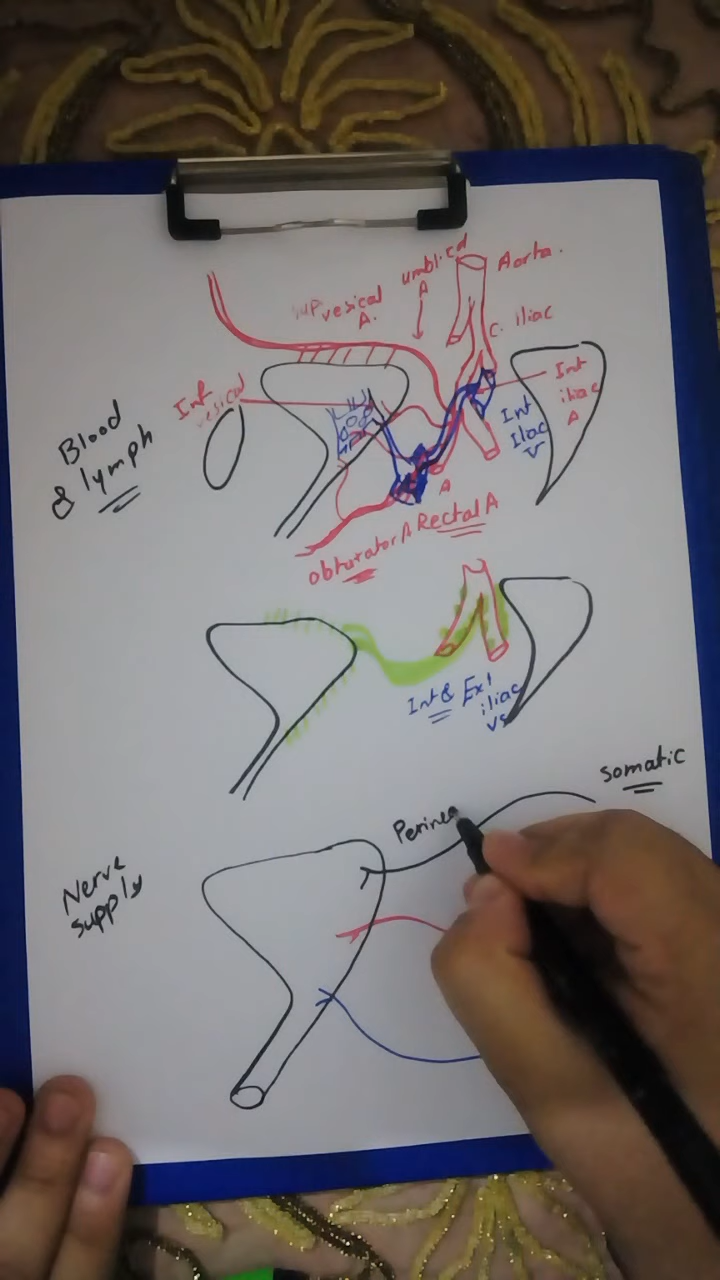 Aorta.
umblical
A
sup vesical
A.
C. iliac
Int
iliac
A
Inf
vesical
Int
Iliac
V
Blood
& lymph
A
obturator A
Rectal A
Int & Ext
iliac
vs
somatic
Perine
Nerve
supply